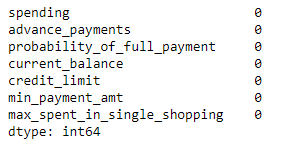 spending 0
advance_payments 0
probability_of_full_payment 0
current_balance 0
credit_limit 0
min_payment_amt 0
max_spent_in_single_shopping 0
dtype: int64